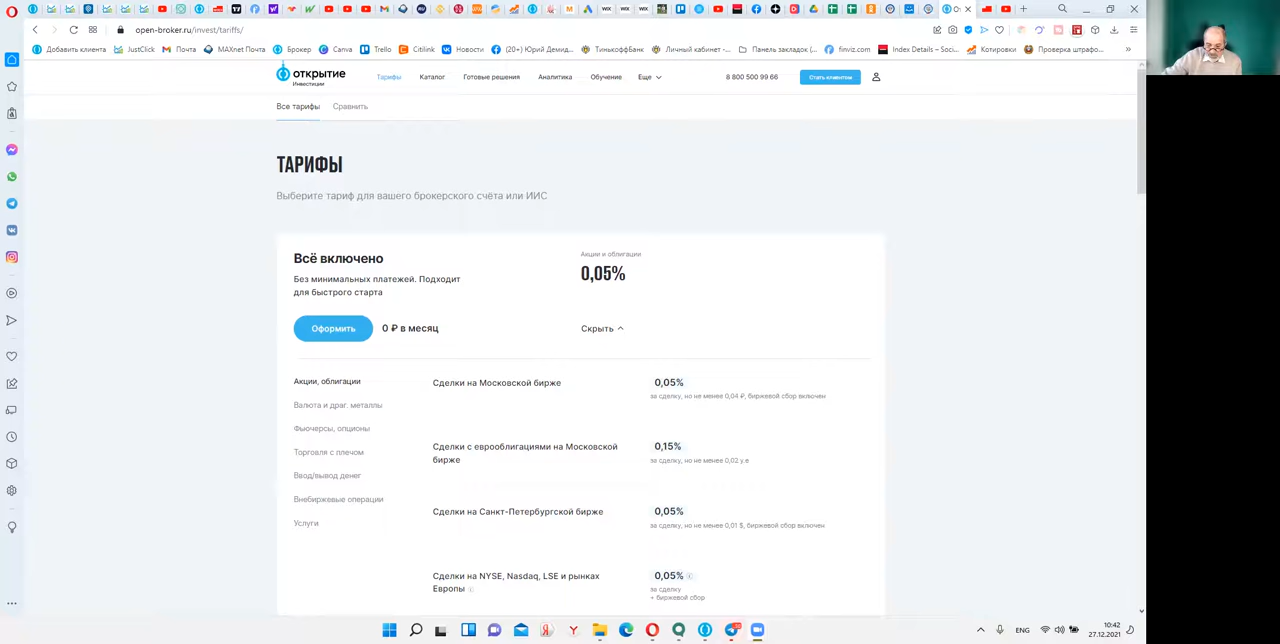 open-broker.ru/invest/tariffs/
Добавить клиента
JustClick
Почта
MAXnet Почта
Брокер
Canva
Trello
Citilink
Новости
(20+) Юрий Демид...
Тинькоффбанк
Личный кабинет -...
Панель закладок (...
finviz.com
Index Details – Soci...
Котировки
Проверка штрафо...
»
открытие
Инвестиции
Тарифы
Каталог
Готовые решения
Аналитика
Обучение
Еще
8 800 500 99 66
Стать клиентом
Все тарифы
Сравнить
ТАРИФЫ
Выберите тариф для вашего брокерского счёта или ИИС
Всё включено
Без минимальных платежей. Подходит
для быстрого старта
Акции и облигации
0,05%
Оформить
0 ₽ в месяц
Скрыть
Акции, облигации
Валюта и драг. металлы
Фьючерсы, опционы
Торговля с плечом
Ввод/вывод денег
Внебиржевые операции
Услуги
Сделки на Московской бирже
0,05%
за сделку, но не менее 0,04 ₽, биржевой сбор включен
Сделки с еврооблигациями на Московской
бирже
0,15%
за сделку, но не менее 0,02 у.е
Сделки на Санкт-Петербургской бирже
0,05%
за сделку, но не менее 0,01 $, биржевой сбор включен
Сделки на NYSE, Nasdaq, LSE и рынках
Европы
0,05%
за сделку
+ биржевой сбор
ENG
10:42
27.12.2021